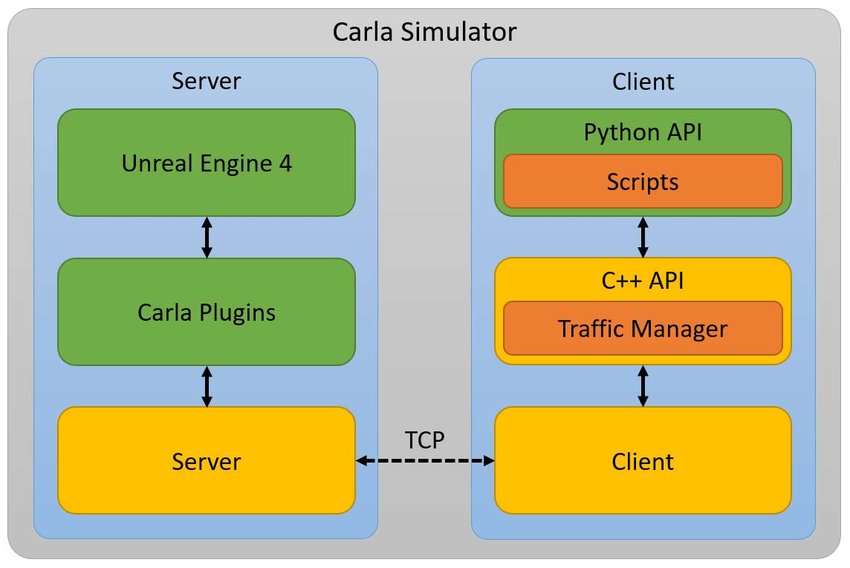 Carla Simulator
Server
Unreal Engine 4
Carla Plugins
Server
TCP
Client
Python API
Scripts
C++ API
Traffic Manager
Client